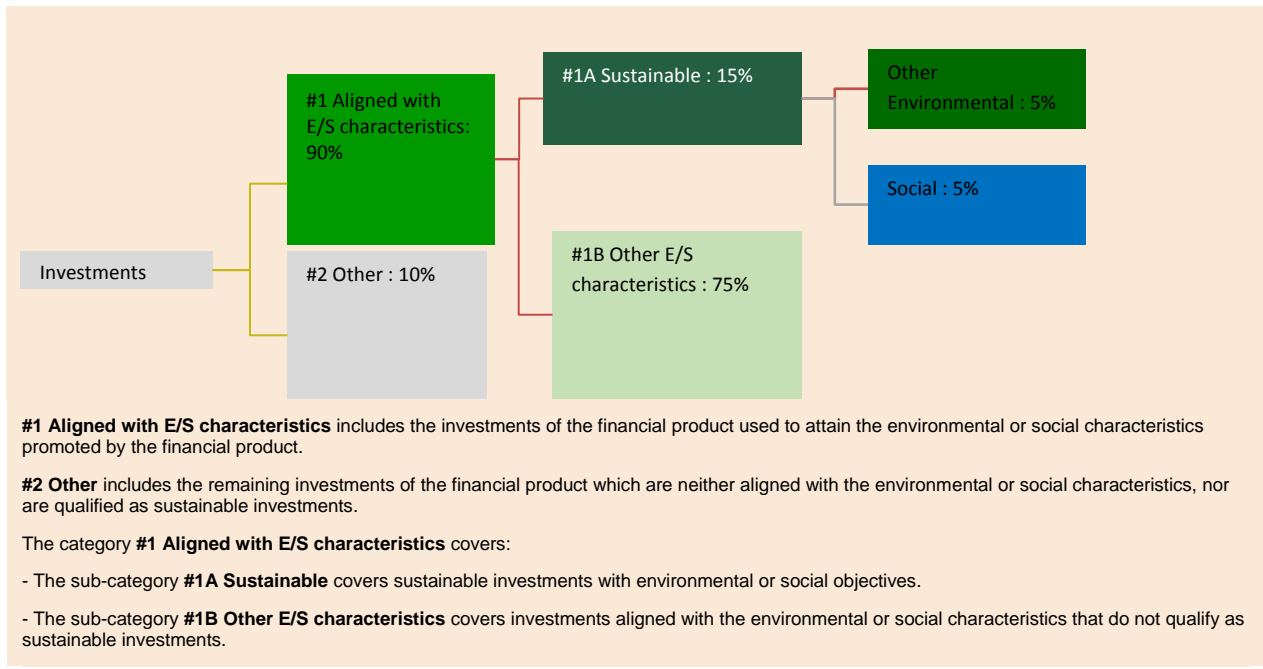 #1 Aligned with
E/S characteristics:
90%
#1A Sustainable : 15%
Other
Environmental : 5%
Social : 5%
Investments
#2 Other : 10%
#1B Other E/S
characteristics : 75%
#1 Aligned with E/S characteristics includes the investments of the financial product used to attain the environmental or social characteristics
promoted by the financial product.
#2 Other includes the remaining investments of the financial product which are neither aligned with the environmental or social characteristics, nor
are qualified as sustainable investments.
The category #1 Aligned with E/S characteristics covers:
- The sub-category #1A Sustainable covers sustainable investments with environmental or social objectives.
- The sub-category #1B Other E/S characteristics covers investments aligned with the environmental or social characteristics that do not qualify as
sustainable investments.